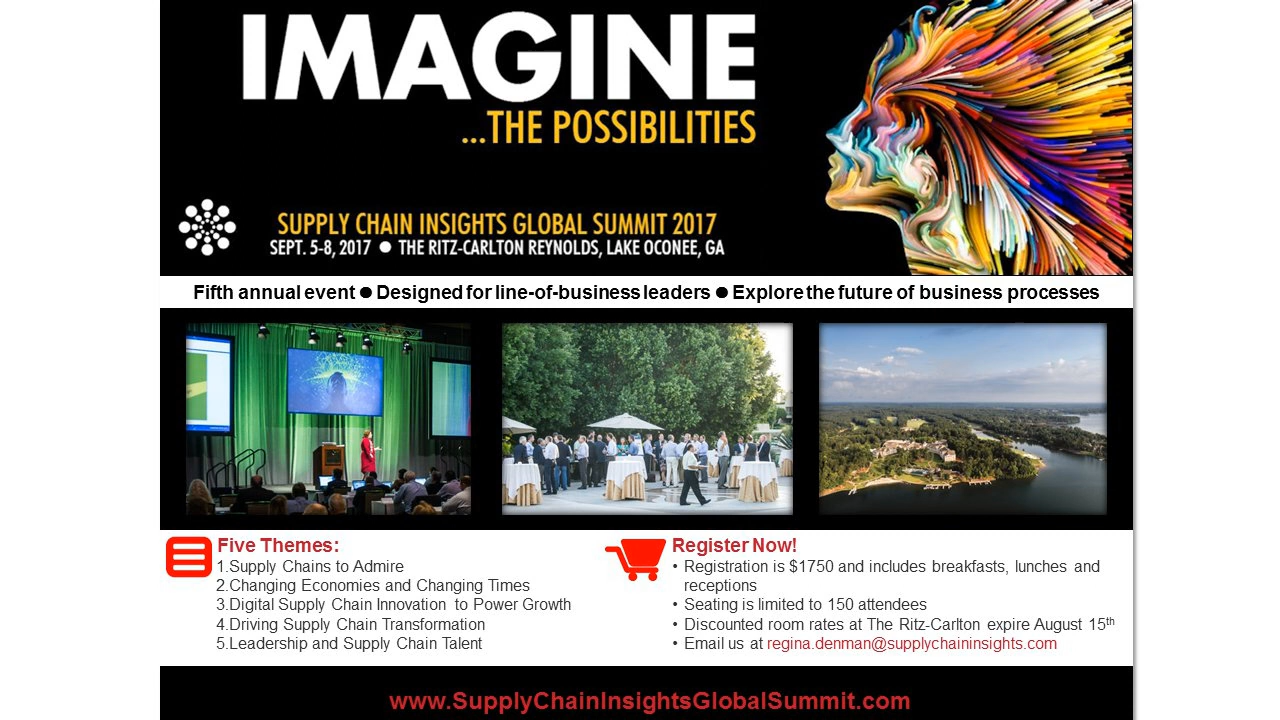 IMAGINE
...THE POSSIBILITIES
SUPPLY CHAIN INSIGHTS GLOBAL SUMMIT 2017
SEPT. 5-8, 2017 ● THE RITZ-CARLTON REYNOLDS, LAKE OCONEE, GA
Fifth annual event ● Designed for line-of-business leaders ● Explore the future of business processes
Five Themes:
1.Supply Chains to Admire
2.Changing Economies and Changing Times
3.Digital Supply Chain Innovation to Power Growth
4.Driving Supply Chain Transformation
5.Leadership and Supply Chain Talent
Register Now!
• Registration is $1750 and includes breakfasts, lunches and
receptions
• Seating is limited to 150 attendees
• Discounted room rates at The Ritz-Carlton expire August 15th
• Email us at regina.denman@supplychaininsights.com
www.SupplyChainInsightsGlobalSummit.com